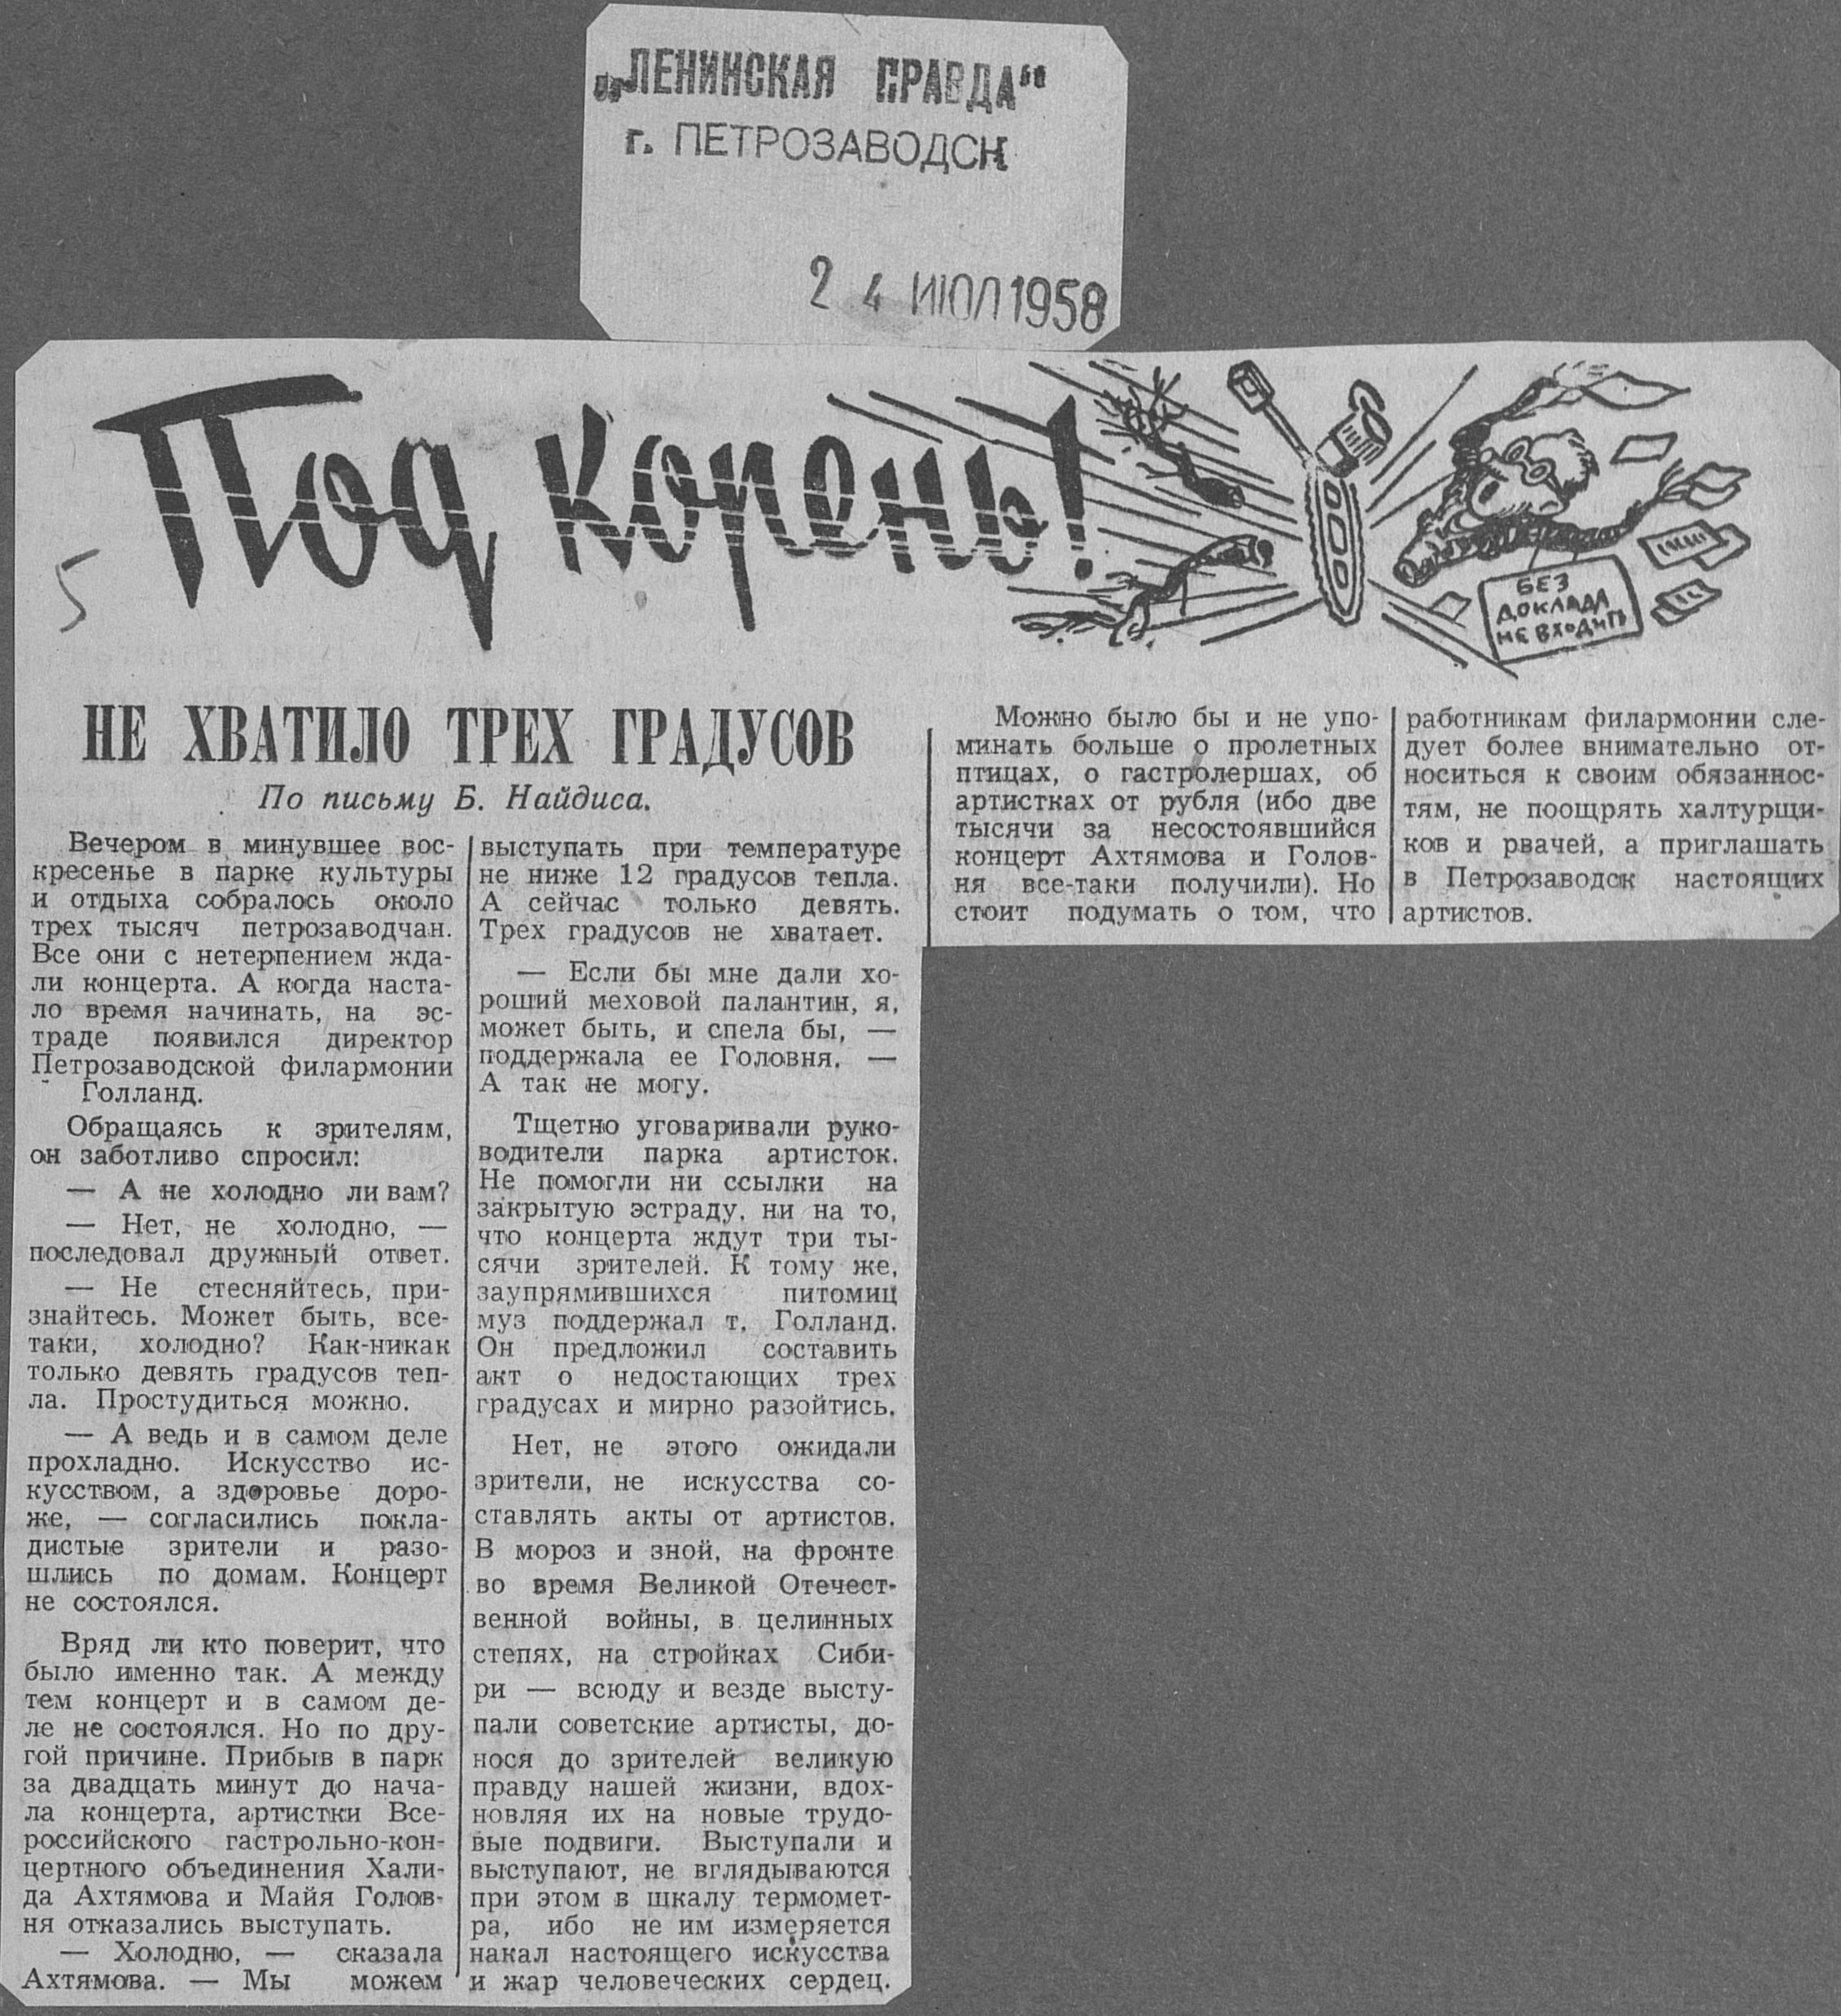 „ЛЕНИНСКАЯ ПРАВДА“
г. ПЕТРОЗАВОДСК
24 ИЮЛ 1958
Под корень!
5
БЕЗ
ДОКЛАДА
НЕ ВХОДИТЬ
НЕ ХВАТИЛО ТРЕХ ГРАДУСОВ
По письму Б. Найдиса.
Вечером в минувшее вос-
кресенье в парке культуры
и отдыха собралось около
трех тысяч петрозаводчан.
Все они с нетерпением жда-
ли концерта. А когда наста-
ло время начинать, на эс-
траде появился директор
Петрозаводской филармонии
Голланд.
Обращаясь к зрителям,
он заботливо спросил:
— А не холодно ли вам?
— Нет, не холодно, —
последовал дружный ответ.
— Не стесняйтесь, при-
знайтесь. Может быть, все-
таки, холодно? Как-никак
только девять градусов теп-
ла. Простудиться можно.
— А ведь и в самом деле
прохладно. Искусство ис-
кусством, а здоровье доро-
же, — согласились покла-
дистые зрители и разо-
шлись по домам. Концерт
не состоялся.
Вряд ли кто поверит, что
было именно так. А между
тем концерт и в самом де-
ле не состоялся. Но по дру-
гой причине. Прибыв в парк
за двадцать минут до нача-
ла концерта, артистки Все-
российского гастрольно-кон-
цертного объединения Хали-
да Ахтямова и Майя Голов-
ня отказались выступать.
— Холодно, — сказала
Ахтямова. — Мы можем
выступать при температуре
не ниже 12 градусов тепла.
А сейчас только девять.
Трех градусов не хватает.
— Если бы мне дали хо-
роший меховой палантин, я,
может быть, и спела бы, —
поддержала ее Головня. —
А так не могу.
Тщетно уговаривали руко-
водители парка артисток.
Не помогли ни ссылки на
закрытую эстраду, ни на то,
что концерта ждут три ты-
сячи зрителей. К тому же,
заупрямившихся питомиц
муз поддержал т. Голланд.
Он предложил составить
акт о недостающих трех
градусах и мирно разойтись.
Нет, не этого ожидали
зрители, не искусства со-
ставлять акты от артистов.
В мороз и зной, на фронте
во время Великой Отечест-
венной войны, в целинных
степях, на стройках Сиби-
ри — всюду и везде высту-
пали советские артисты, до-
нося до зрителей великую
правду нашей жизни, вдох-
новляя их на новые трудо-
вые подвиги. Выступали и
выступают, не вглядываются
при этом в шкалу термомет-
ра, ибо не им измеряется
накал настоящего искусства
и жар человеческих сердец.
Можно было бы и не упо-
минать больше о пролетных
птицах, о гастролершах, об
артистках от рубля (ибо две
тысячи за несостоявшийся
концерт Ахтямова и Голов-
ня все-таки получили). Но
стоит подумать о том, что
работникам филармонии сле-
дует более внимательно от-
носиться к своим обязаннос-
тям, не поощрять халтурщи-
ков и рвачей, а приглашать
в Петрозаводск настоящих
артистов.